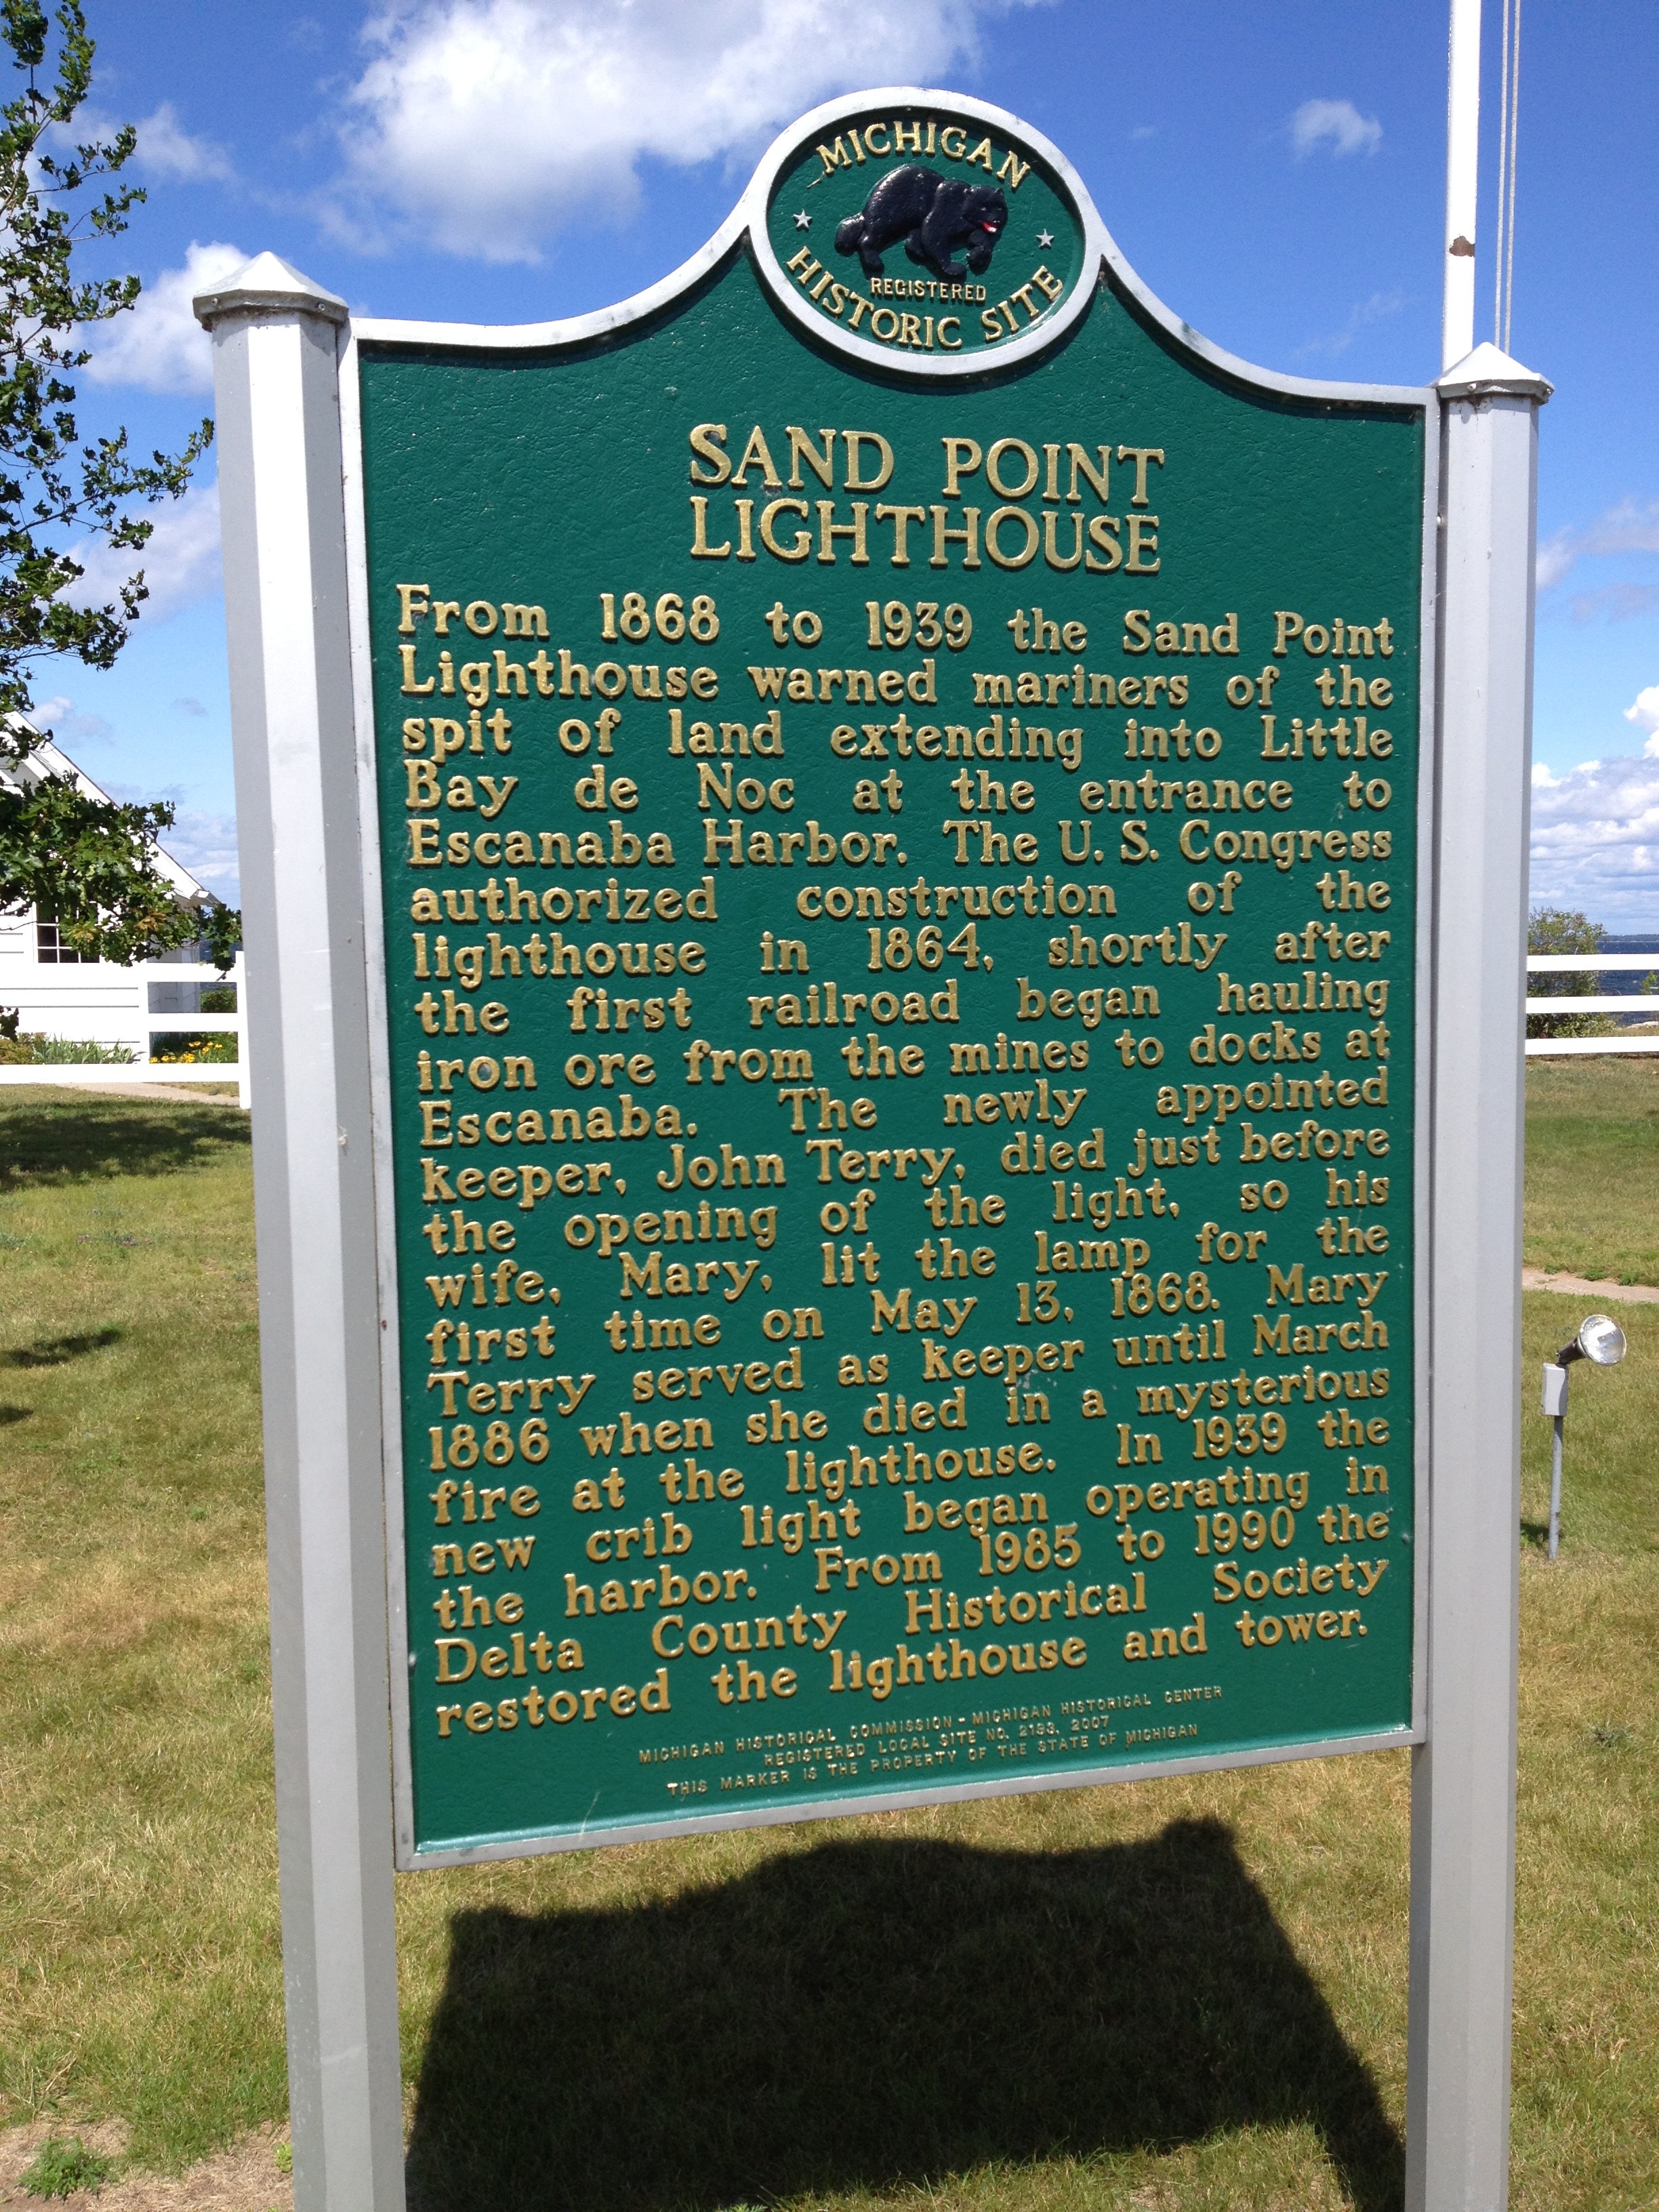 MICHIGAN
REGISTERED
HISTORIC SITE
SAND POINT
LIGHTHOUSE
From 1868 to 1939 the Sand Point
Lighthouse warned mariners of the
spit of land extending into Little
Bay de Noc at the entrance to
Escanaba Harbor. The U. S. Congress
authorized construction of the
lighthouse in 1864, shortly after
the first railroad began hauling
iron ore from the mines to docks at
Escanaba. The newly appointed
keeper, John Terry, died just before
the opening of the light, so his
wife, Mary, lit the lamp for the
first time on May 13, 1868. Mary
Terry served as keeper until March
1886 when she died in a mysterious
fire at the lighthouse. In 1939 the
new crib light began operating in
the harbor. From 1985 to 1990 the
Delta County Historical Society
restored the lighthouse and tower.
MICHIGAN HISTORICAL COMMISSION - MICHIGAN HISTORICAL CENTER
REGISTERED LOCAL SITE NO. 2193, 2007
THIS MARKER IS THE PROPERTY OF THE STATE OF MICHIGAN